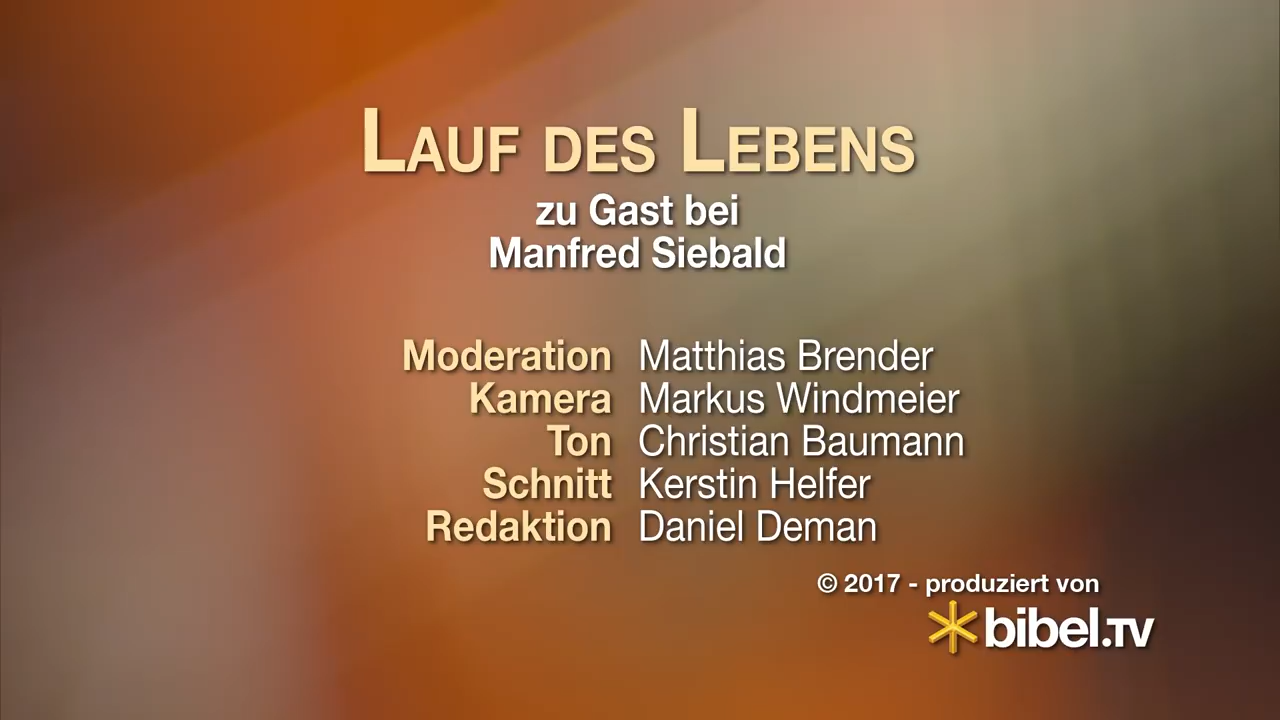 LAUF DES LEBENS
zu Gast bei
Manfred Siebald
Moderation Matthias Brender
Kamera Markus Windmeier
Ton Christian Baumann
Schnitt Kerstin Helfer
Redaktion Daniel Deman
© 2017 - produziert von
bibel.TV